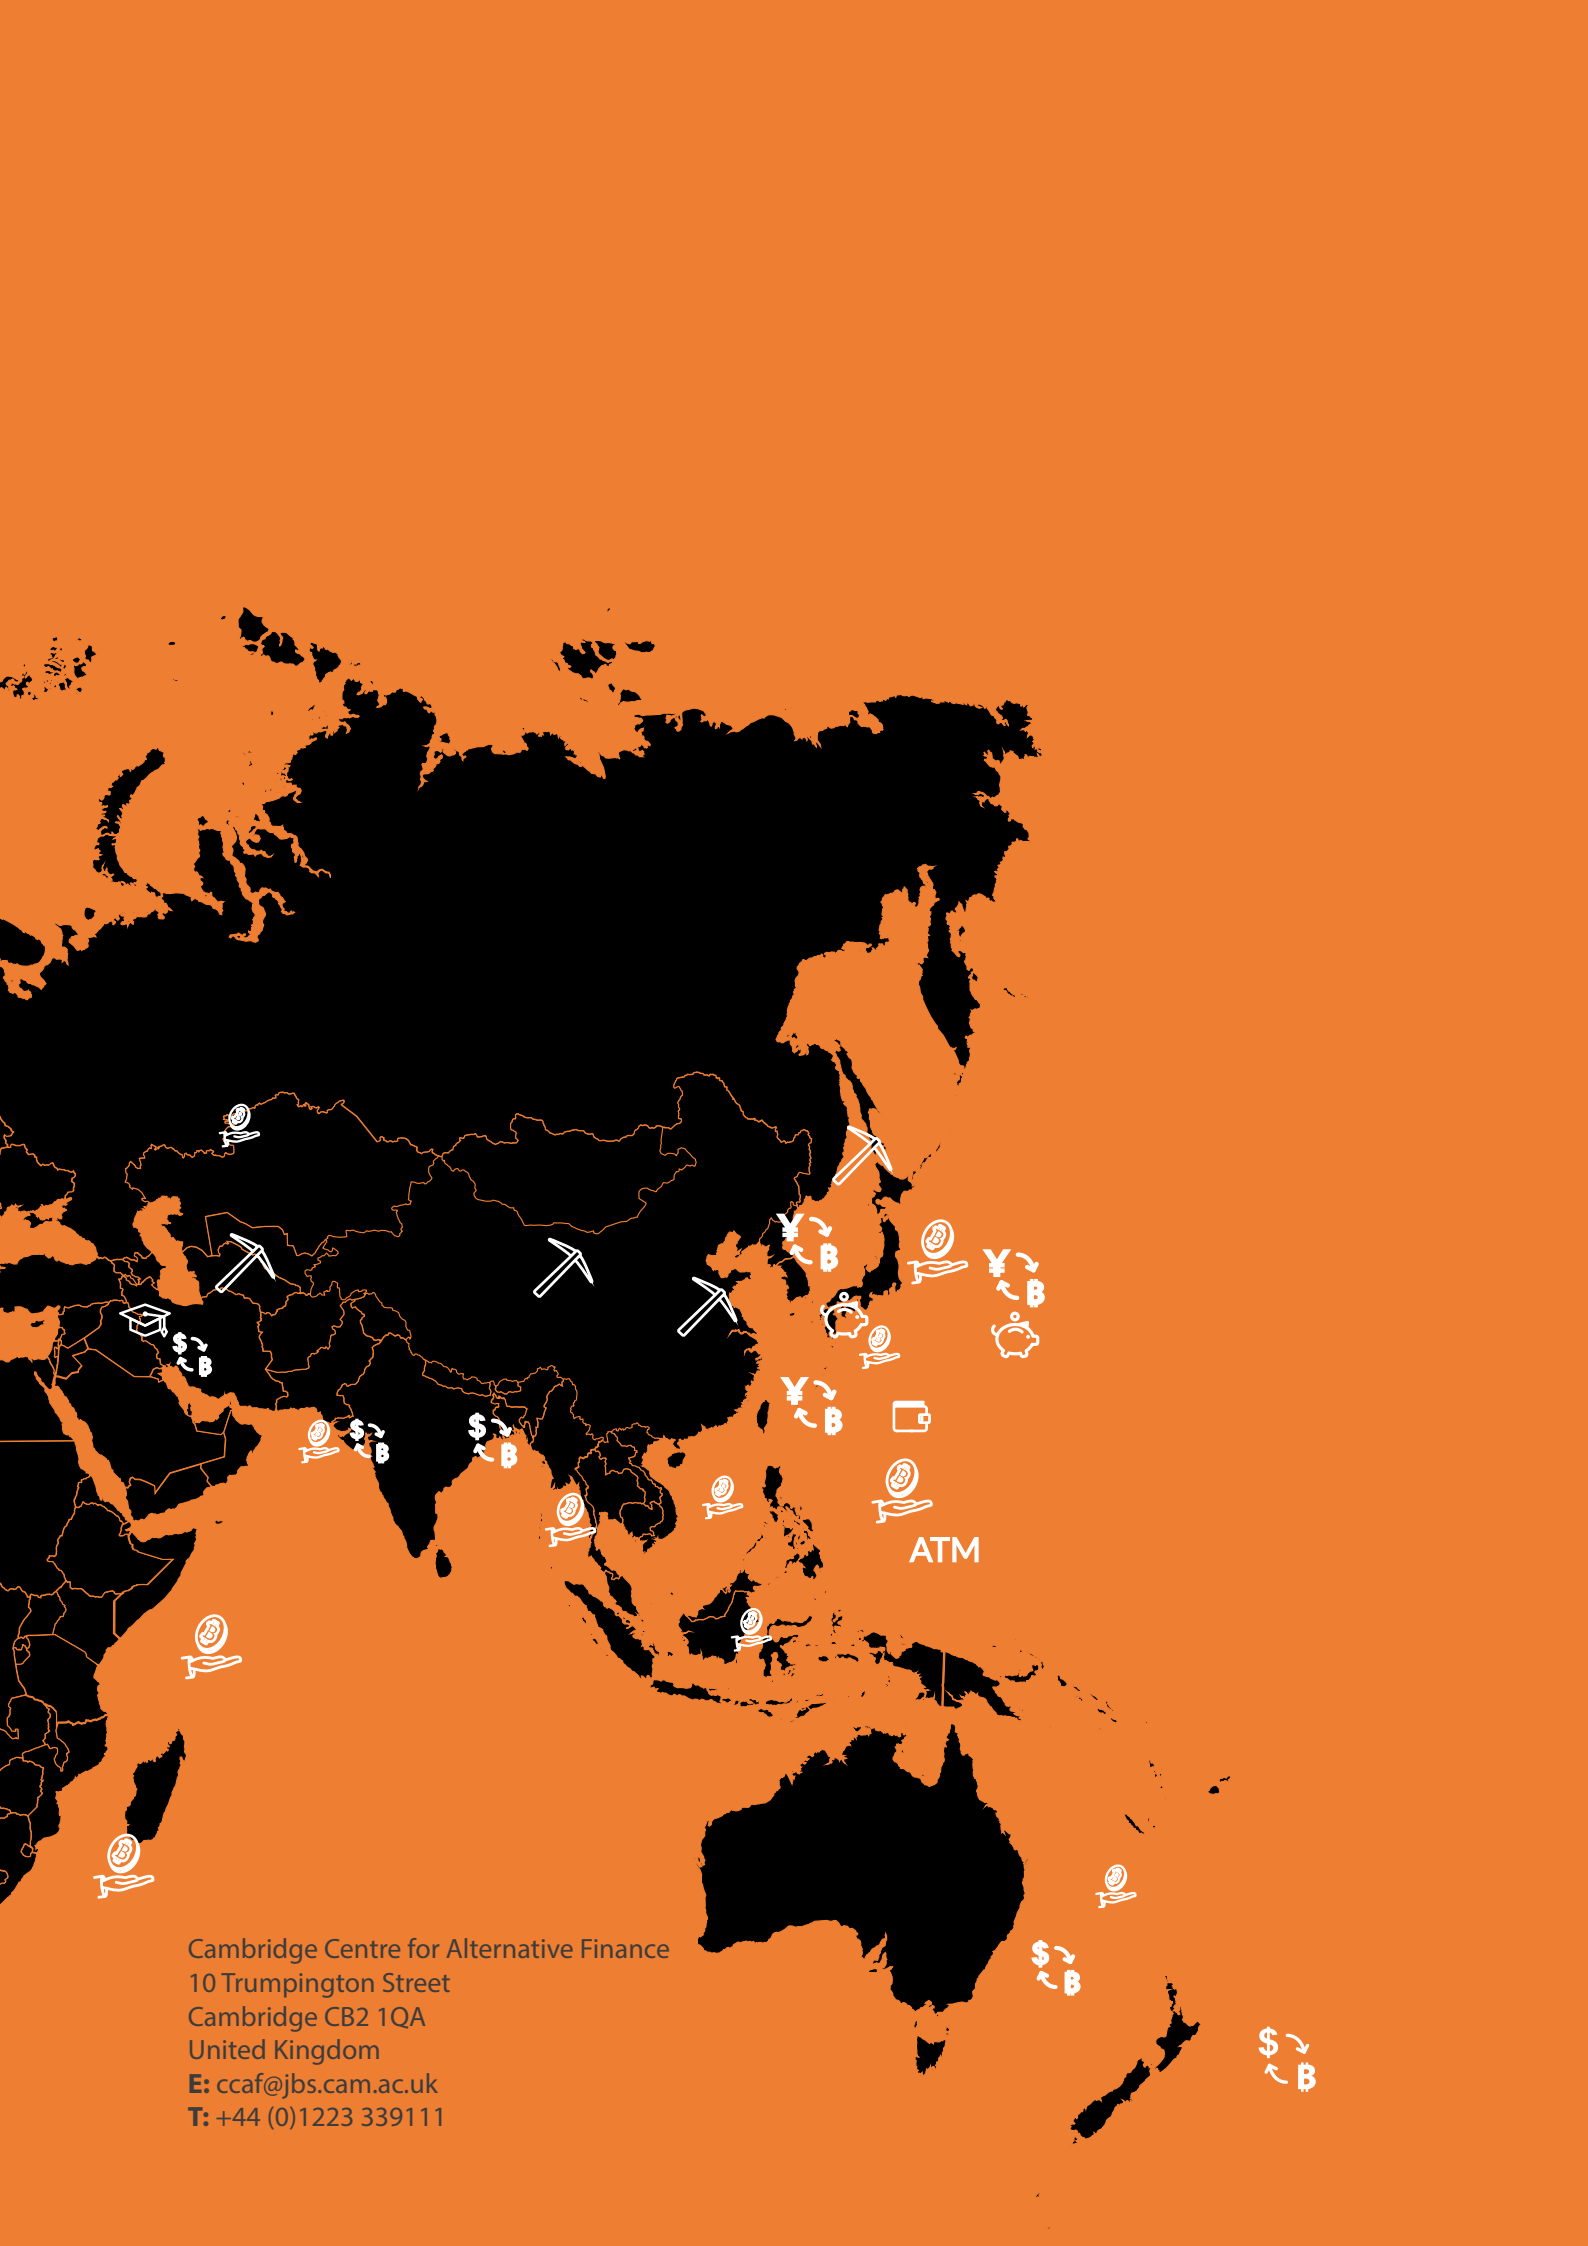 ATM
Cambridge Centre for Alternative Finance
10 Trumpington Street
Cambridge CB2 1QA
United Kingdom
E: ccaf@jbs.cam.ac.uk
T: +44 (0)1223 339111